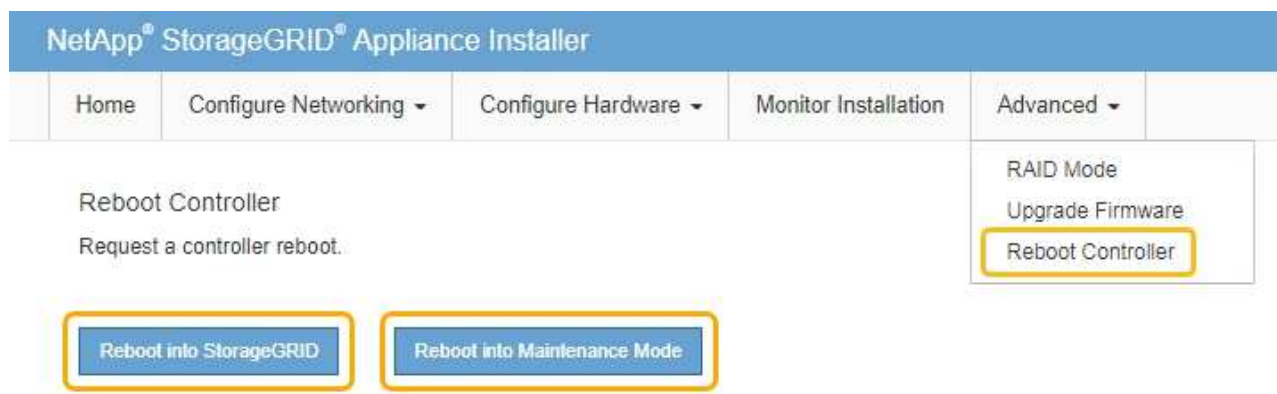 NetApp® StorageGRID® Appliance Installer
Home Configure Networking Configure Hardware Monitor Installation Advanced
RAID Mode
Upgrade Firmware
Reboot Controller
Reboot Controller
Request a controller reboot.
Reboot into StorageGRID Reboot into Maintenance Mode